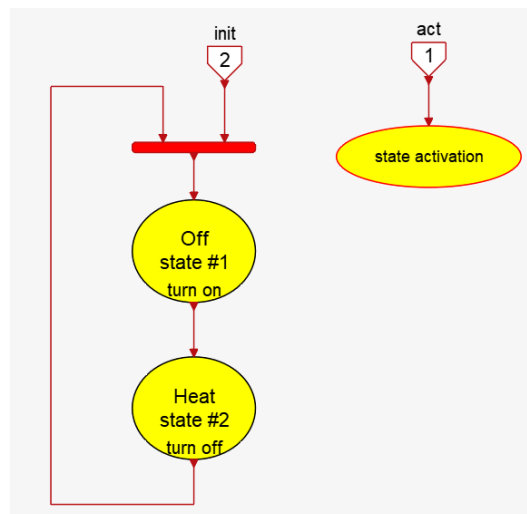 init
2
act
1
state activation
Off
state #1
turn on
Heat
state #2
turn off